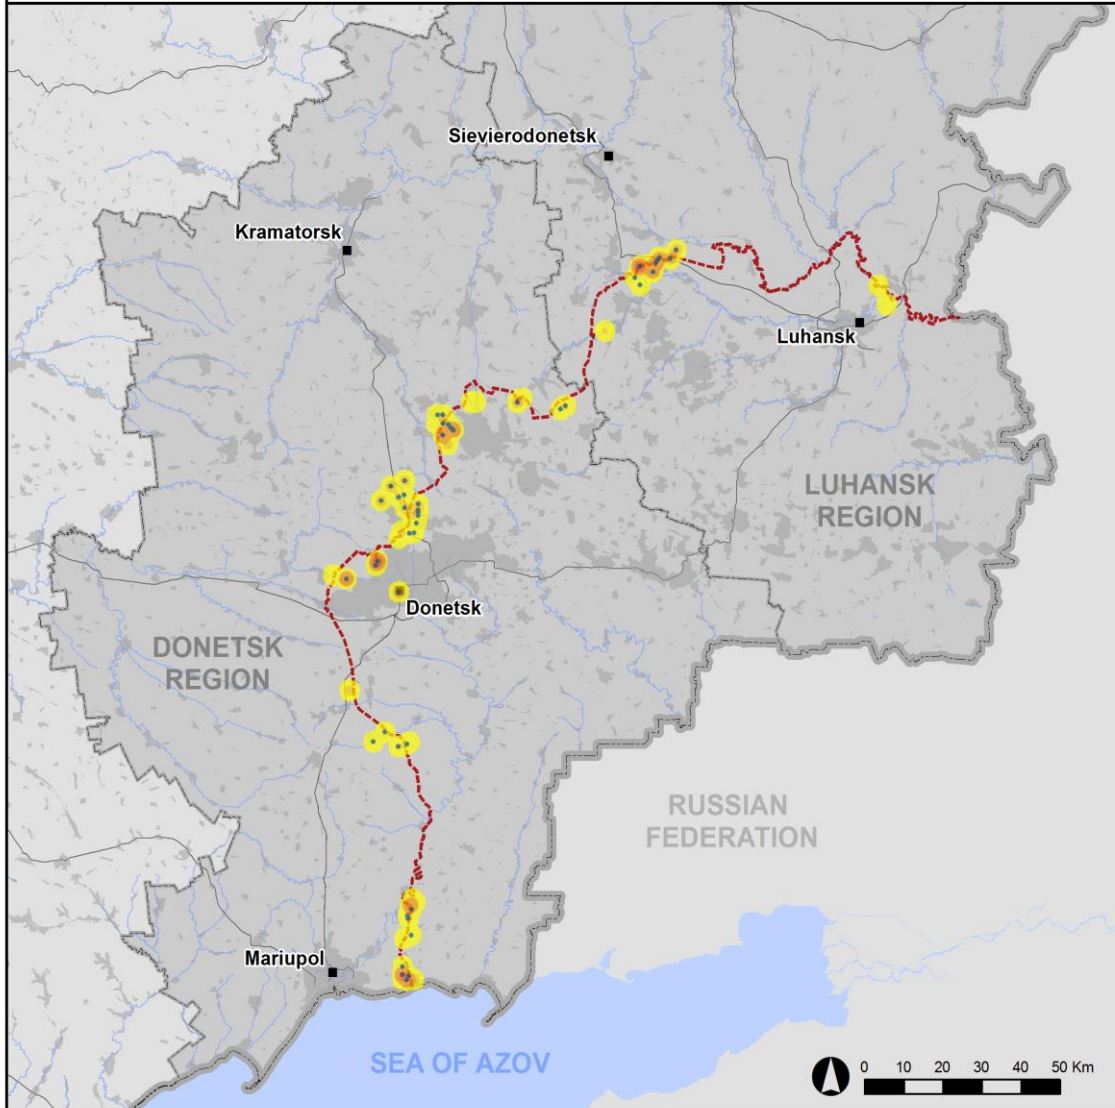 Sievierodonetsk
Kramatorsk
Luhansk
LUHANSK
REGION
Donetsk
DONETSK
REGION
RUSSIAN
FEDERATION
Mariupol
SEA OF AZOV
0 10 20 30 40 50 Km